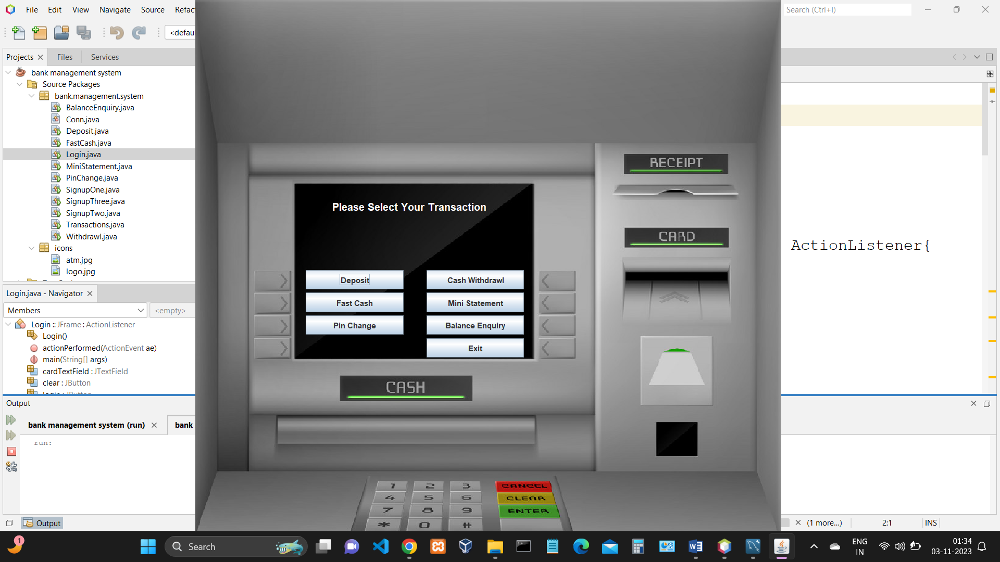 File Edit View Navigate Source Refact
Search (Ctrl+I)
<defaul
Projects Files Services
bank management system
Source Packages
bank.management.system
BalanceEnquiry.java
Conn.java
Deposit.java
FastCash.java
Login.java
MiniStatement.java
PinChange.java
SignupOne.java
SignupThree.java
SignupTwo.java
Transactions.java
Withdrawl.java
icons
atm.jpg
logo.jpg
Login.java - Navigator
Members <empty>
Login :: JFrame : ActionListener
Login()
actionPerformed(ActionEvent ae)
main(String[] args)
cardTextField : JTextField
clear : JButton
Output
bank management system (run) bank
run:
Output
Please Select Your Transaction
Deposit Cash Withdrawl
Fast Cash Mini Statement
Pin Change Balance Enquiry
Exit
CASH
RECEIPT
CARD
1 2 3 CANCEL
4 5 6 CLEAR
7 8 9 ENTER
* 0 #
ActionListener{
(1 more...) 2:1 INS
1
Search
ENG
IN
01:34
03-11-2023